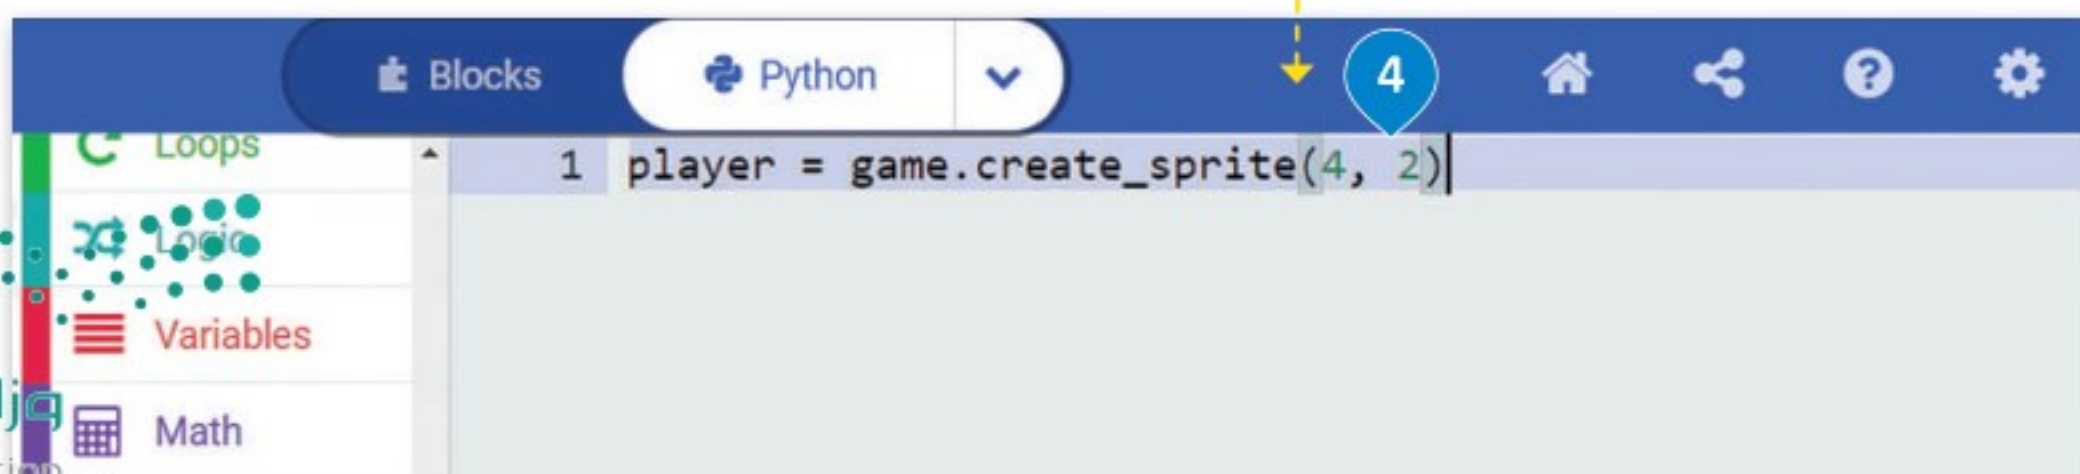 Blocks
Python
4
Loops
1 player = game.create_sprite(4, 2)
Logic
Variables
Math